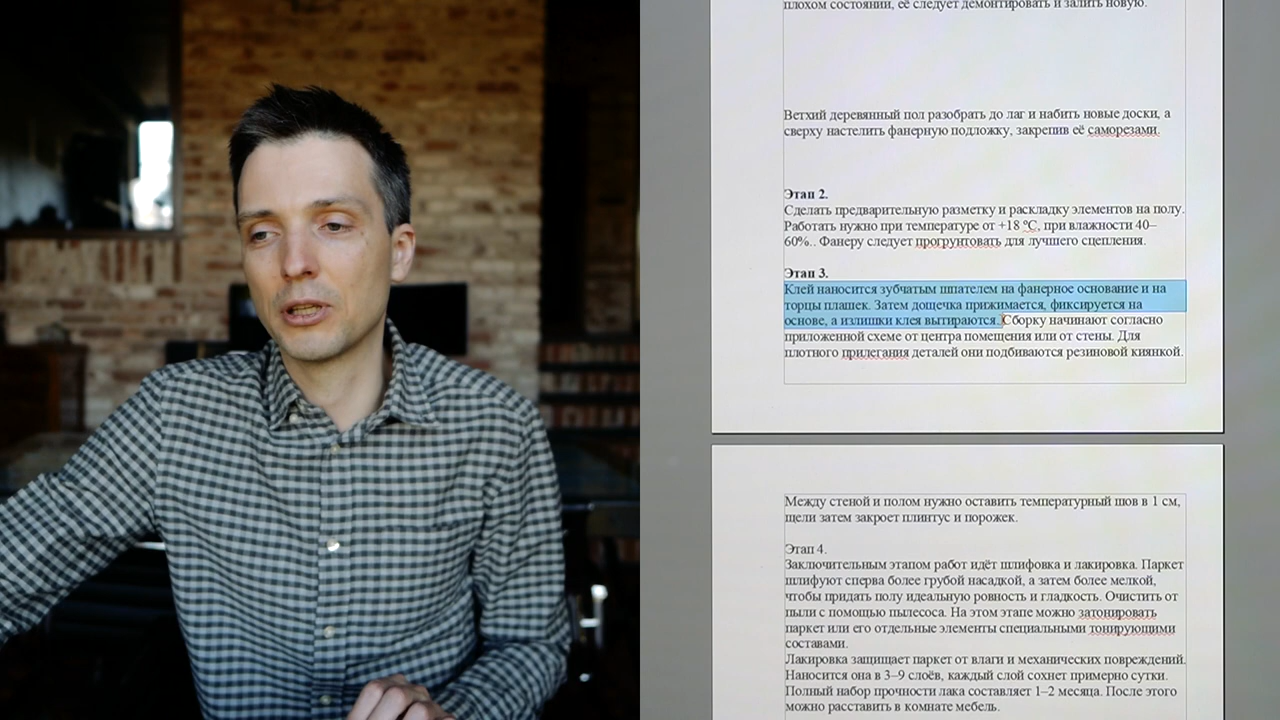 плохом состоянии, её следует демонтировать и залить новую.
Ветхий деревянный пол разобрать до лаг и набить новые доски, а
сверху настелить фанерную подложку, закрепив её саморезами.
Этап 2.
Сделать предварительную разметку и раскладку элементов на полу.
Работать нужно при температуре от +18 °С, при влажности 40–
60%.. Фанеру следует прогрунтовать для лучшего сцепления.
Этап 3.
Клей наносится зубчатым шпателем на фанерное основание и на
торцы плашек. Затем дощечка прижимается, фиксируется на
основе, а излишки клея вытираются. Сборку начинают согласно
приложенной схеме от центра помещения или от стены. Для
плотного прилегания деталей они подбиваются резиновой киянкой.
Между стеной и полом нужно оставить температурный шов в 1 см,
щели затем закроет плинтус и порожек.
Этап 4.
Заключительным этапом работ идёт шлифовка и лакировка. Паркет
шлифуют сперва более грубой насадкой, а затем более мелкой,
чтобы придать полу идеальную ровность и гладкость. Очистить от
пыли с помощью пылесоса. На этом этапе можно затонировать
паркет или его отдельные элементы специальными тонирующими
составами.
Лакировка защищает паркет от влаги и механических повреждений.
Наносится она в 3–9 слоёв, каждый слой сохнет примерно сутки.
Полный набор прочности лака составляет 1–2 месяца. После этого
можно расставить в комнате мебель.